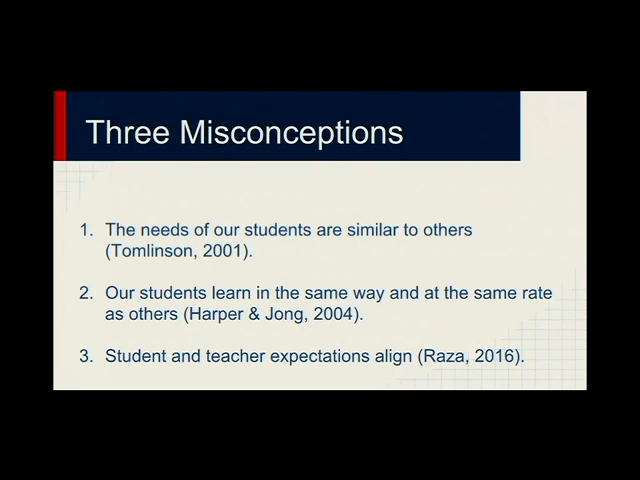 Three Misconceptions
1. The needs of our students are similar to others
(Tomlinson, 2001).
2. Our students learn in the same way and at the same rate
as others (Harper & Jong, 2004).
3. Student and teacher expectations align (Raza, 2016).